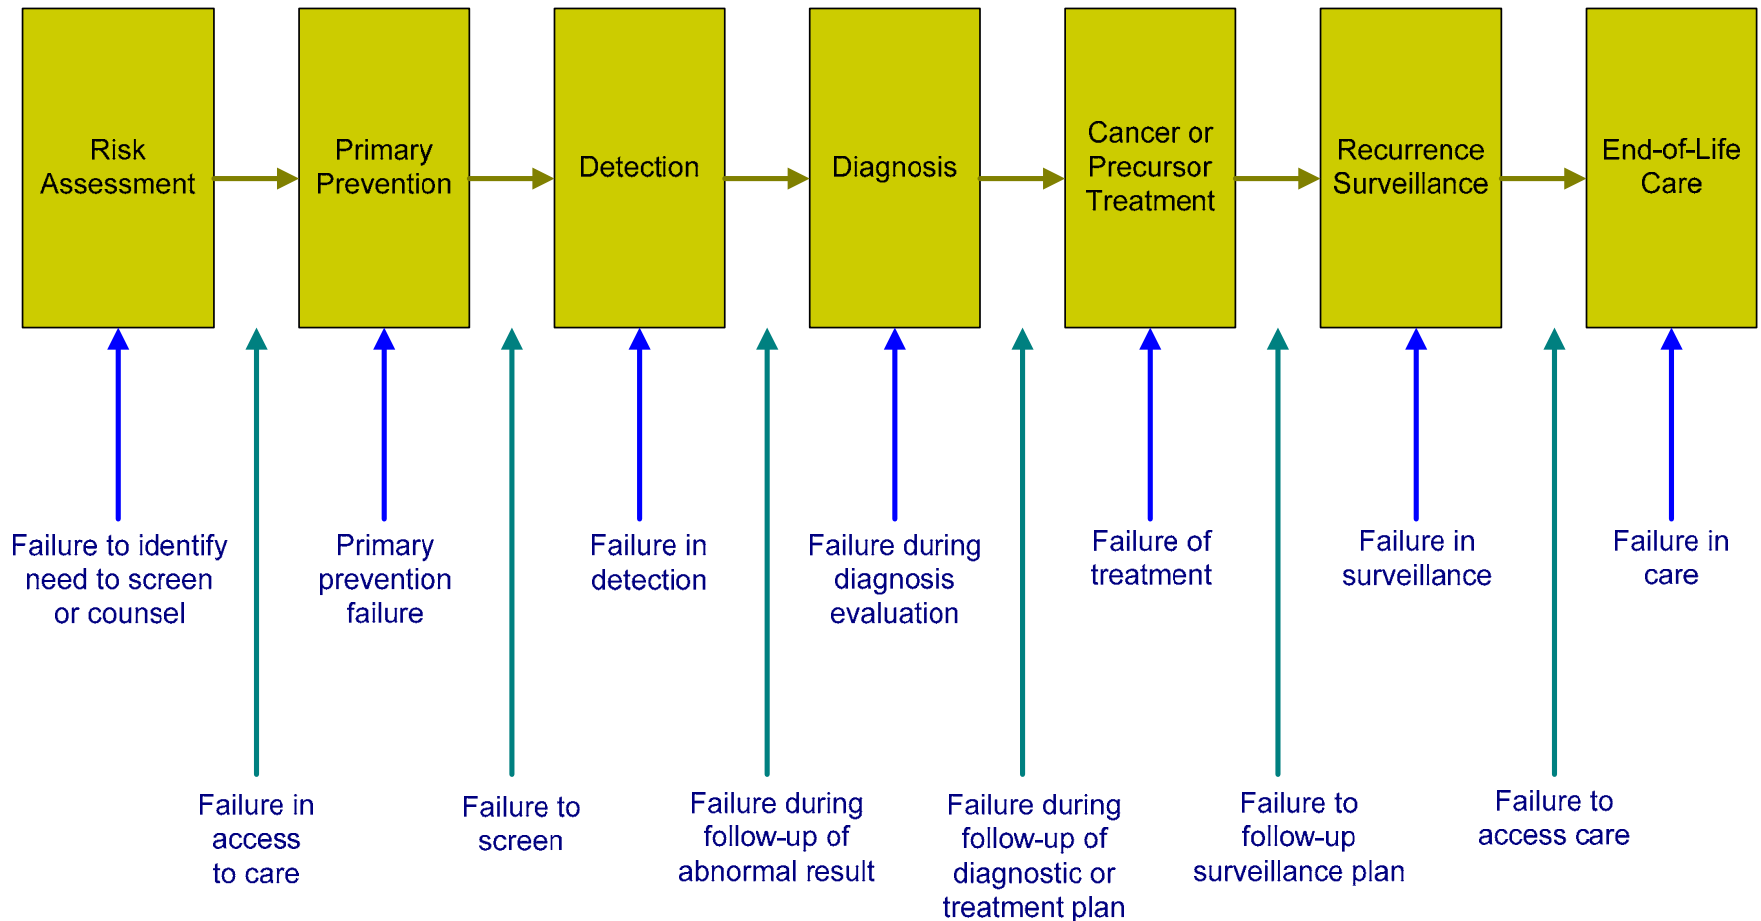 Risk
Assessment
Primary
Prevention
Detection
Diagnosis
Cancer or
Precursor
Treatment
Recurrence
Surveillance
End-of-Life
Care
Failure to identify
need to screen
or counsel
Primary
prevention
failure
Failure in
detection
Failure during
diagnosis
evaluation
Failure of
treatment
Failure in
surveillance
Failure in
care
Failure in
access
to care
Failure to
screen
Failure during
follow-up of
abnormal result
Failure during
follow-up of
diagnostic or
treatment plan
Failure to
follow-up
surveillance plan
Failure to
access care